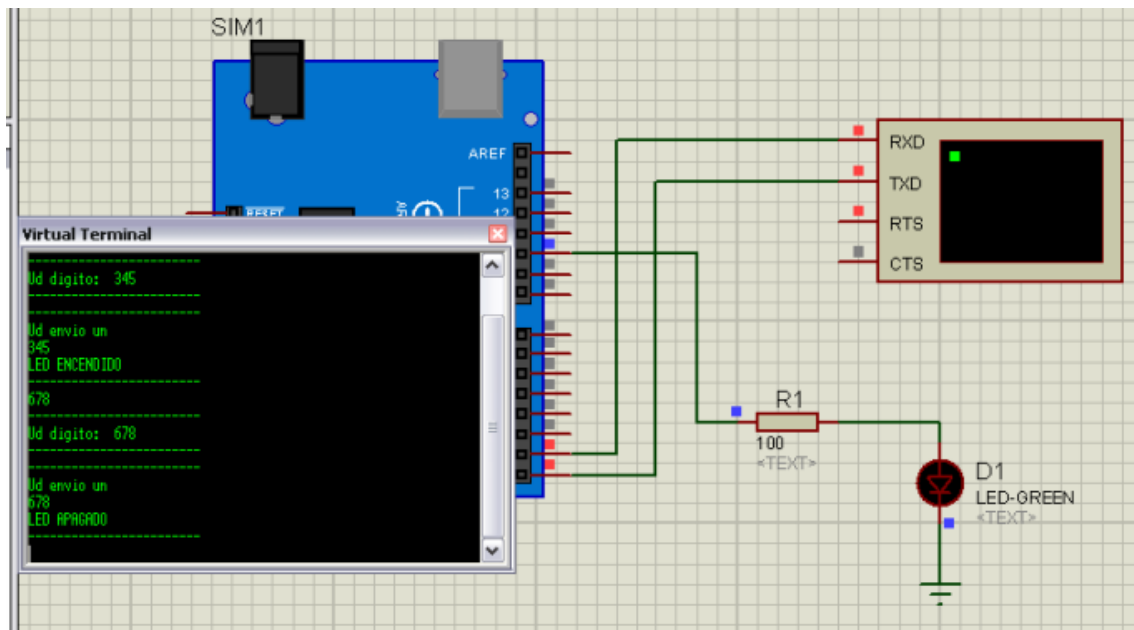 SIM1
AREF
13
12
RESET
AR
RXD
TXD
RTS
CTS
Virtual Terminal
------------------------
Ud digito:  345
------------------------
------------------------
Ud envio un
345
LED ENCENDIDO
------------------------
678
------------------------
Ud digito:  678
------------------------
------------------------
Ud envio un
678
LED APAGADO
------------------------
R1
100
<TEXT>
D1
LED-GREEN
<TEXT>